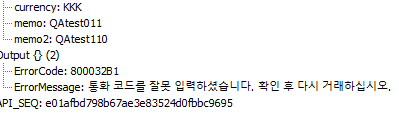 currency: KKK
memo: QAtest011
memo2: QAtest110
Output {} (2)
ErrorCode: 800032B1
ErrorMessage: 통화 코드를 잘못 입력하셨습니다. 확인 후 다시 거래하십시오.
API_SEQ: e01afbd798b67ae3e83524d0fbbc9695